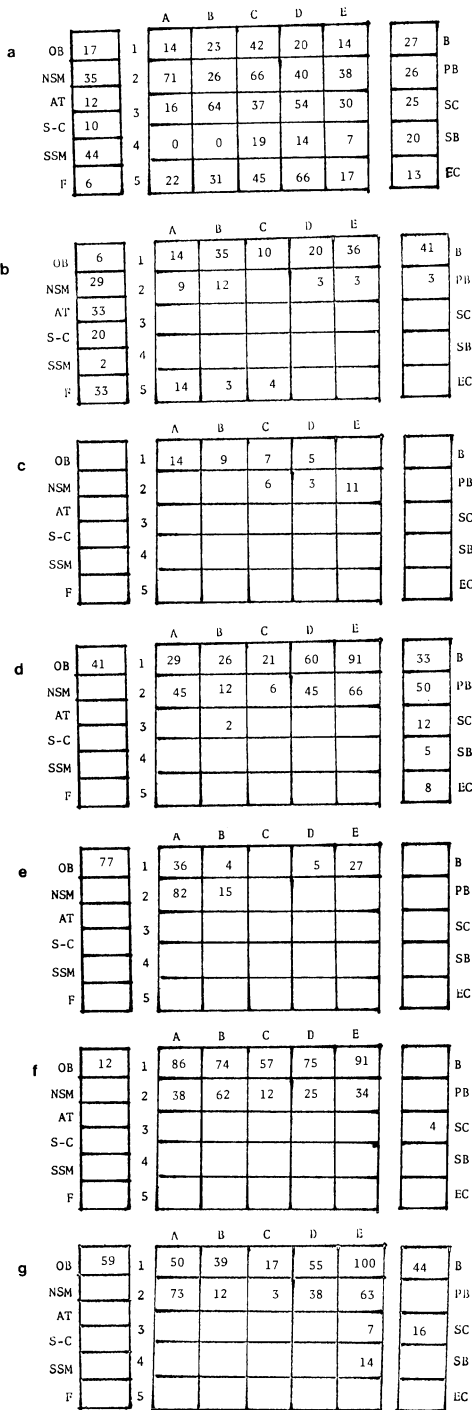 a
A B C D E
OB 17 1 14 23 42 20 14 27 B
NSM 35 2 71 26 66 40 38 26 PB
AT 12 3 16 64 37 54 30 25 SC
S-C 10
SSM 44 4 0 0 19 14 7 20 SB
F 6 5 22 31 45 66 17 13 EC
b
A B C D E
OB 6 1 14 35 10 20 36 41 B
NSM 29 2 9 12 3 3 3 PB
AT 33 3 SC
S-C 20
SSM 2 4 SB
F 33 5 14 3 4 EC
c
A B C D E
OB 1 14 9 7 5 B
NSM 2 6 3 11 PB
AT 3 SC
S-C
SSM 4 SB
F 5 EC
d
A B C D E
OB 41 1 29 26 21 60 91 33 B
NSM 2 45 12 6 45 66 50 PB
AT 3 2 12 SC
S-C
SSM 4 5 SB
F 5 8 EC
e
A B C D E
OB 77 1 36 4 5 27 B
NSM 2 82 15 PB
AT 3 SC
S-C
SSM 4 SB
F 5 EC
f
A B C D E
OB 12 1 86 74 57 75 91 B
NSM 2 38 62 12 25 34 PB
AT 3 4 SC
S-C
SSM 4 SB
F 5 EC
g
A B C D E
OB 59 1 50 39 17 55 100 44 B
NSM 2 73 12 3 38 63 PB
AT 3 7 16 SC
S-C
SSM 4 14 SB
F 5 EC